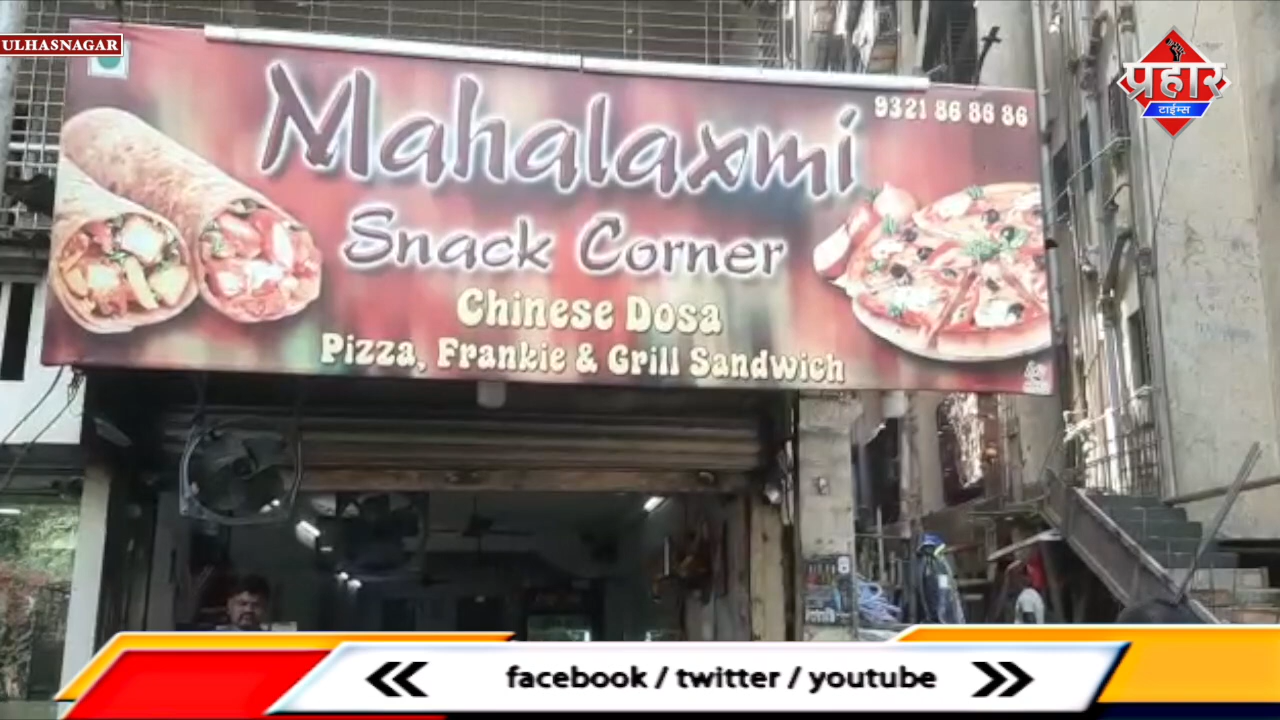 ULHASNAGAR
प्रहार
टाईम्स
9321 86 86 86
Mahalaxmi
Snack Corner
Chinese Dosa
Pizza, Frankie & Grill Sandwich
facebook / twitter / youtube